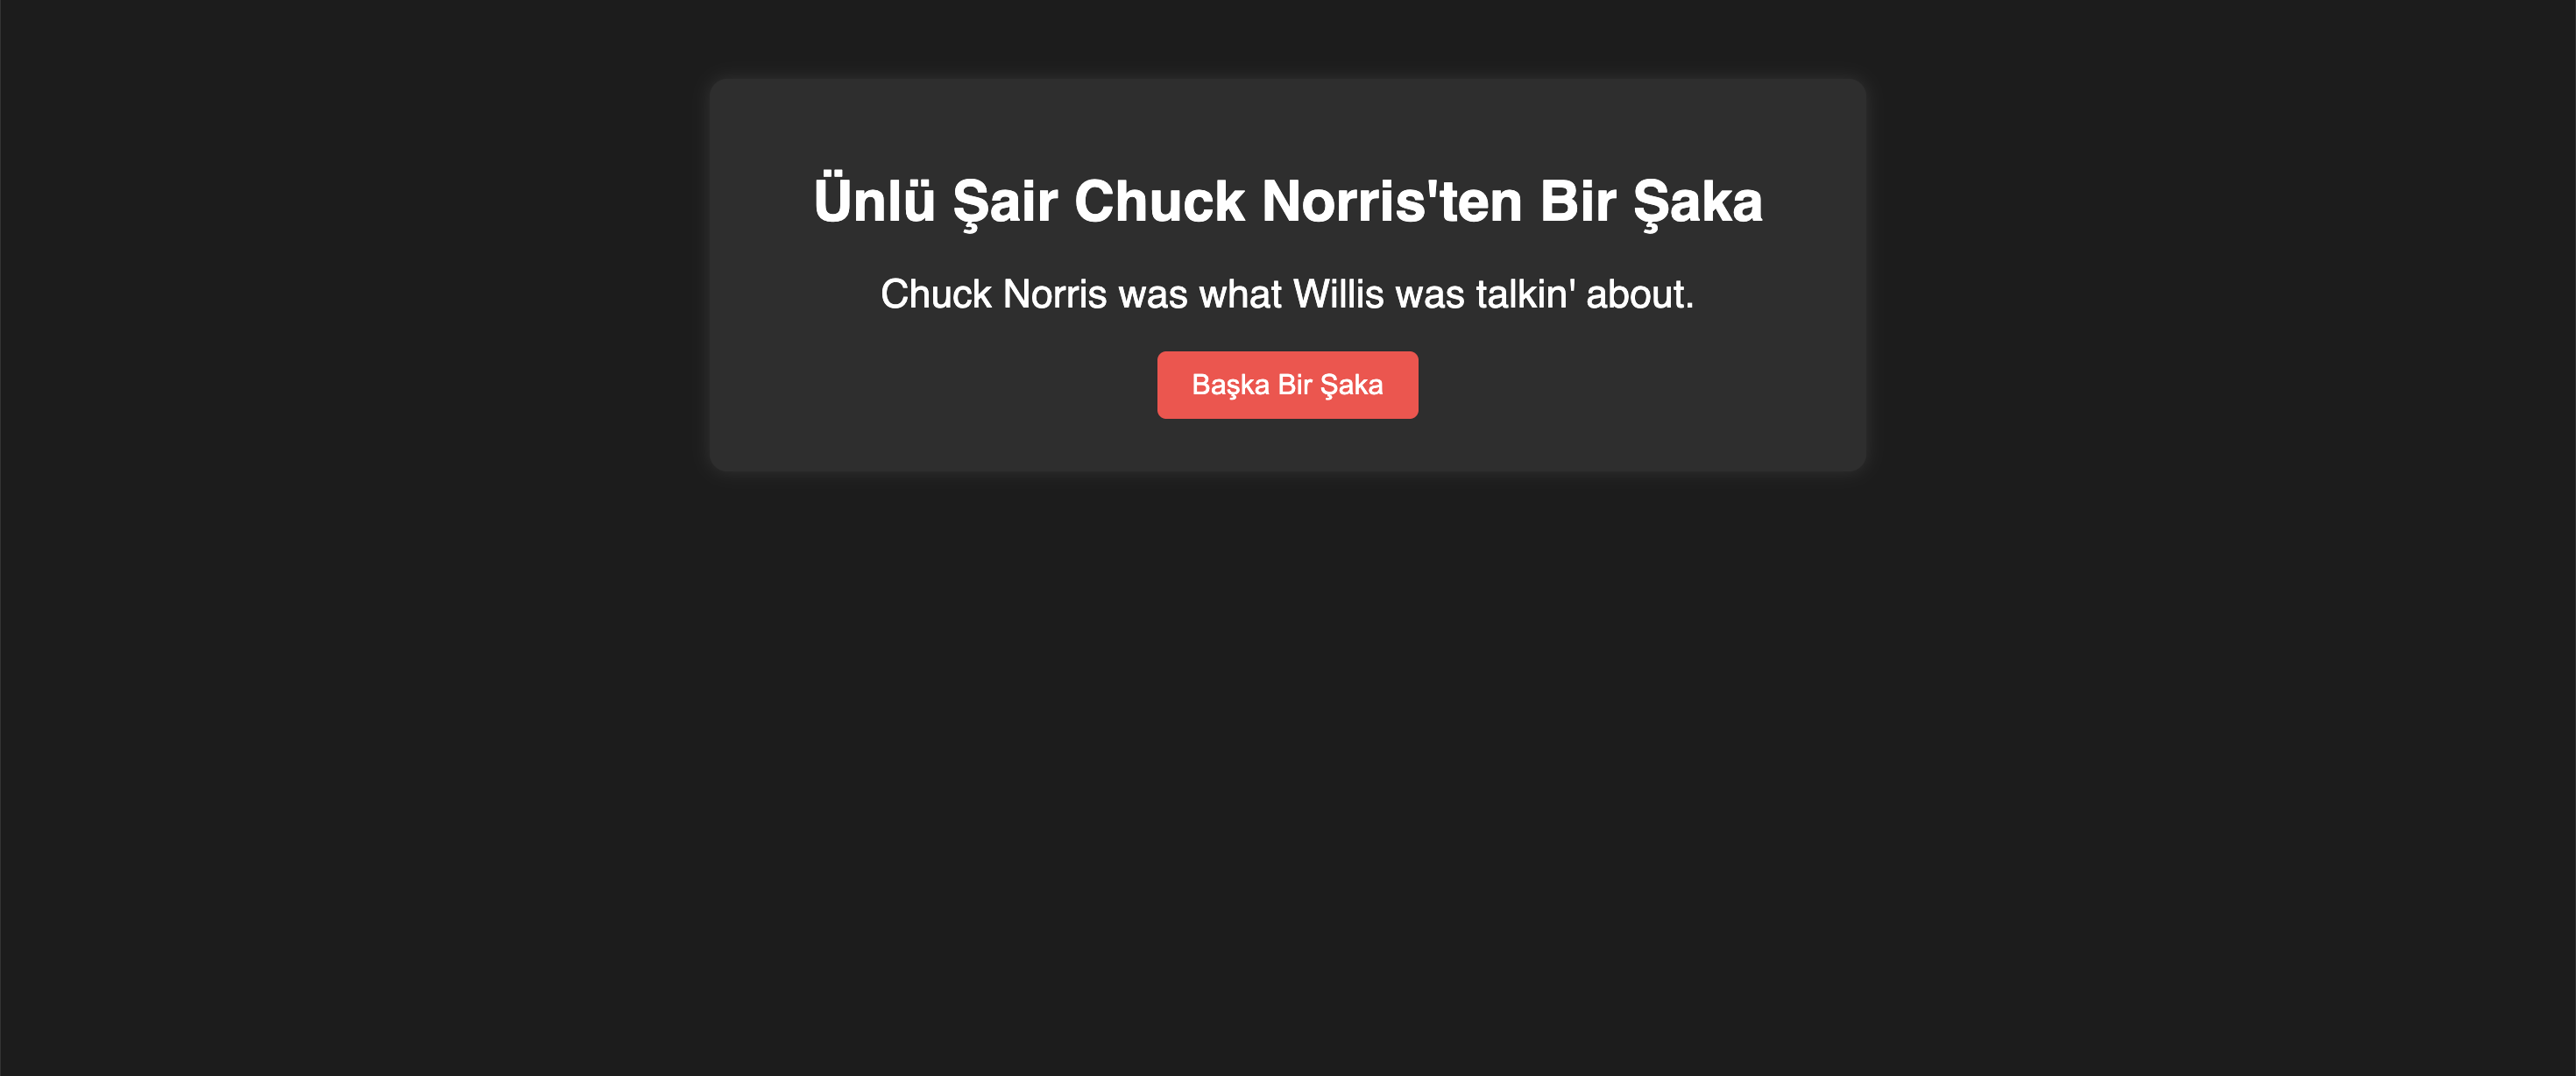 Ünlü Şair Chuck Norris'ten Bir Şaka
Chuck Norris was what Willis was talkin' about.
Başka Bir Şaka